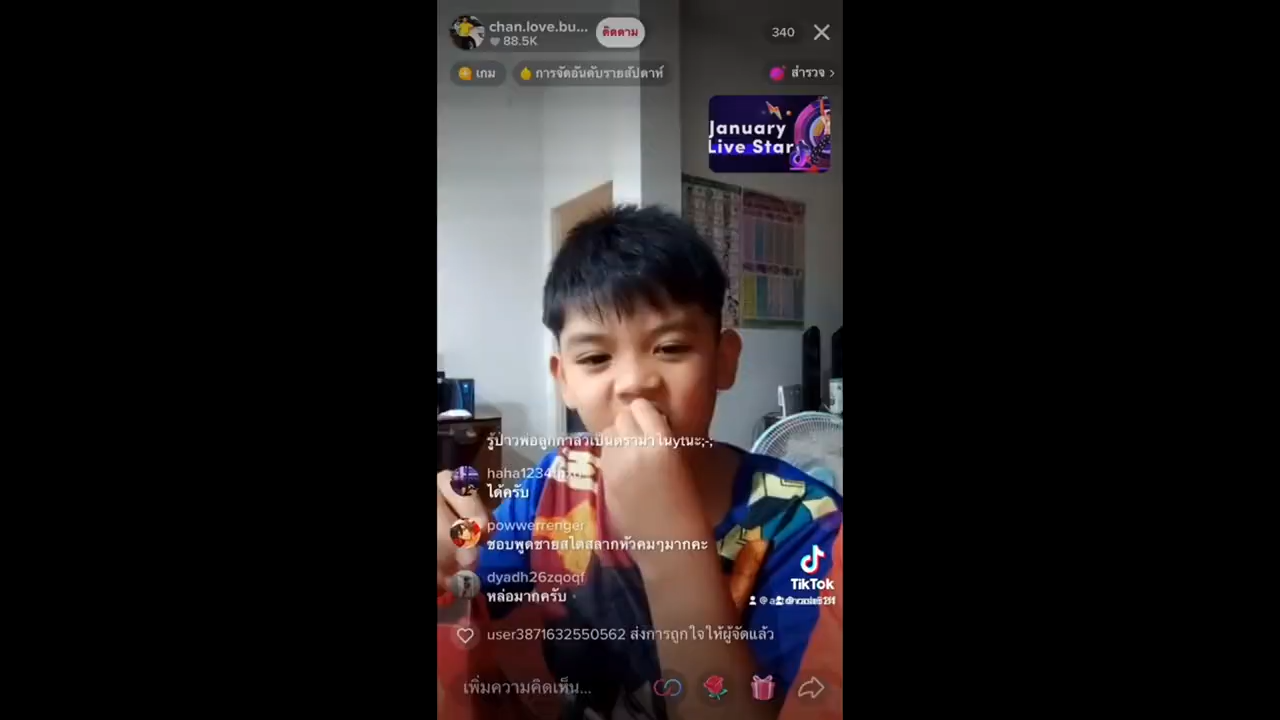 chan.love.bu...
88.5K
ติดตาม
340
เกม
การจัดอันดับรายสัปดาห์
สำรวจ >
January
Live Star
haha1234
ได้ครับ
powwerrenger
ชอบพูดชายสไตสลากหัวคมๆมากคะ
dyadh26zqoqf
หล่อมากครับ
TikTok
user3871632550562 ส่งการถูกใจให้ผู้จัดแล้ว
เพิ่มความคิดเห็น...